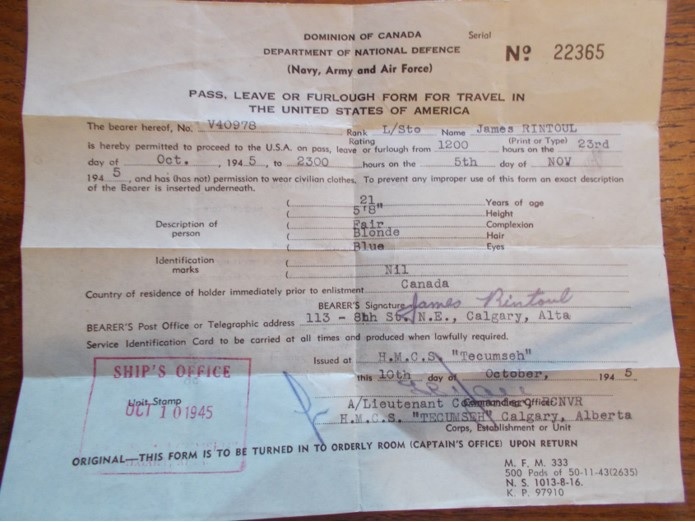 DOMINION OF CANADA Serial
DEPARTMENT OF NATIONAL DEFENCE Nº 22365
(Navy, Army and Air Force)
PASS, LEAVE OR FURLOUGH FORM FOR TRAVEL IN
THE UNITED STATES OF AMERICA
The bearer hereof, No. V40978 Rank Rating L/Sto Name James RINTOUL
(Print or Type)
is hereby permitted to proceed to the U.S.A. on pass, leave or furlough from 1200 hours on the 23rd
day of Oct. , 1945, to 2300 hours on the 5th day of NOV
1945, and has (has not) permission to wear civilian clothes. To prevent any improper use of this form an exact description
of the Bearer is inserted underneath.
Description of person
( 21 Years of age
( 5'8" Height
( Fair Complexion
( Blonde Hair
( Blue Eyes
Identification marks
( Nil
Country of residence of holder immediately prior to enlistment Canada
BEARER'S Signature James Rintoul
BEARER'S Post Office or Telegraphic address 113 - 8th St. N.E., Calgary, Alta
Service Identification Card to be carried at all times and produced when lawfully required.
Issued at H.M.C.S. "Tecumseh"
this 10th day of October, 1945
SHIP'S OFFICE
Unit Stamp
OCT 10 1945
A/Lieutenant Commander, RCNVR
Commanding Officer
H.M.C.S. "TECUMSEH" Calgary, Alberta
Corps, Establishment or Unit
ORIGINAL—THIS FORM IS TO BE TURNED IN TO ORDERLY ROOM (CAPTAIN'S OFFICE) UPON RETURN
M. F. M. 333
500 Pads of 50-11-43(2635)
N. S. 1013-8-16.
K. P. 97910